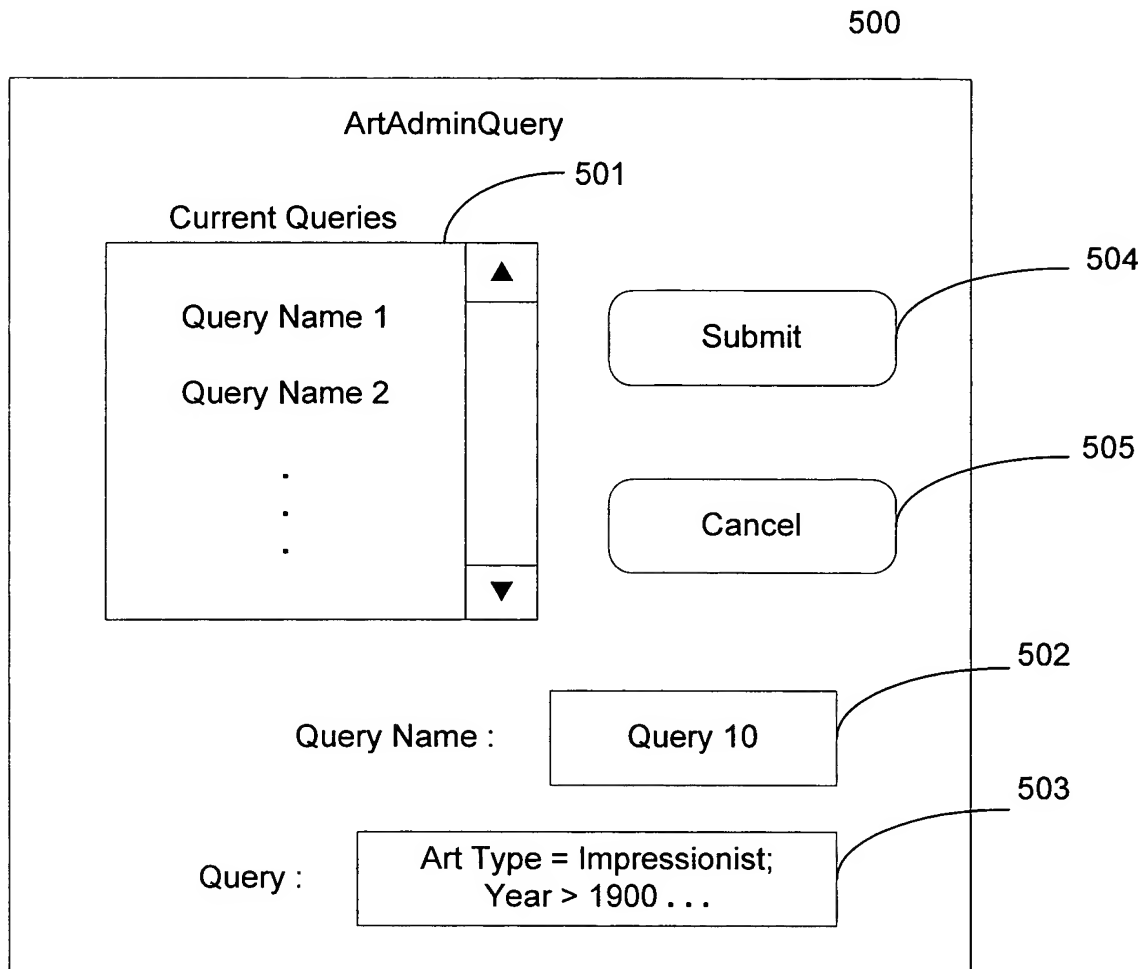 500
ArtAdminQuery
501
Current Queries
504
Query Name 1
Submit
Query Name 2
505
.
.
.
Cancel
502
Query Name :
Query 10
503
Query :
Art Type = Impressionist;
Year > 1900 . . .